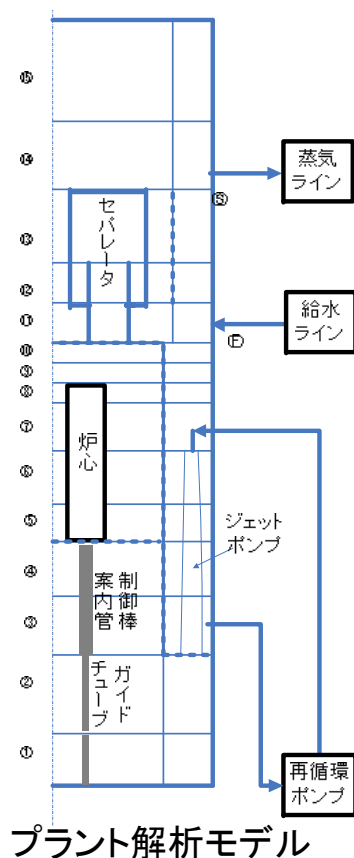 ⑮
⑭
蒸気
ライン
Ⓢ
セパレータ
⑬
⑫
給水
ライン
⑪
Ⓕ
⑩
⑨
⑧
⑦
炉心
⑥
⑤
ジェット
ポンプ
④
制御棒
案内管
③
②
ガイド
チューブ
①
再循環
ポンプ
プラント解析モデル